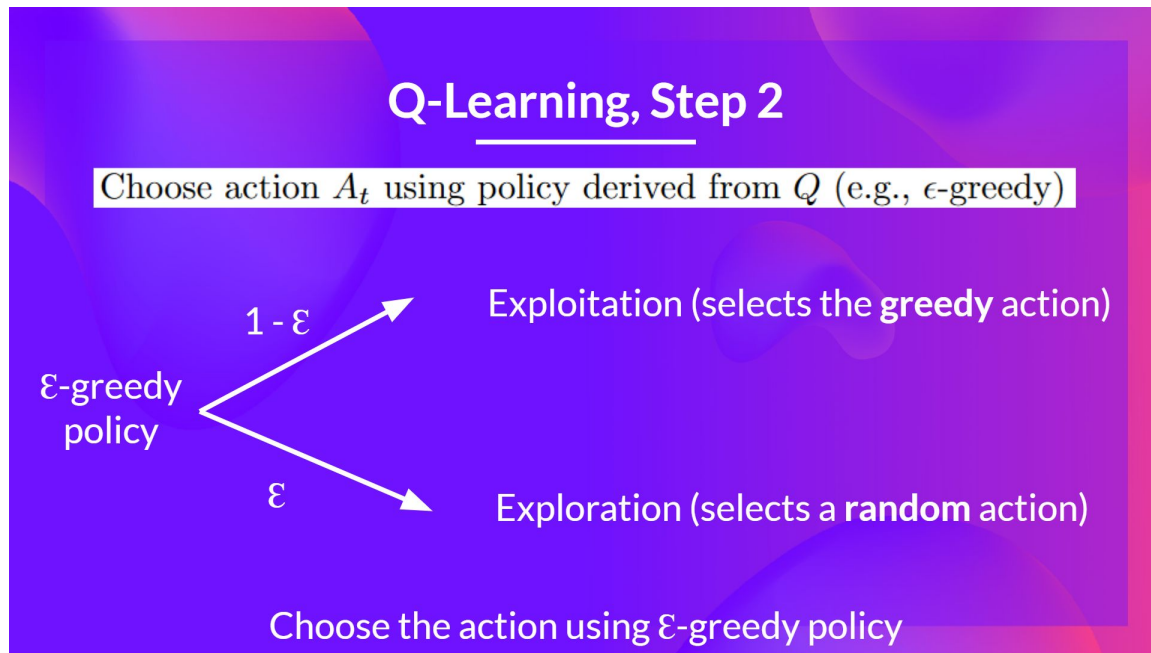 Q-Learning, Step 2
Choose action Aₜ using policy derived from Q (e.g., ϵ-greedy)
1 - Ɛ
Exploitation (selects the greedy action)
Ɛ-greedy
policy
Ɛ
Exploration (selects a random action)
Choose the action using Ɛ-greedy policy